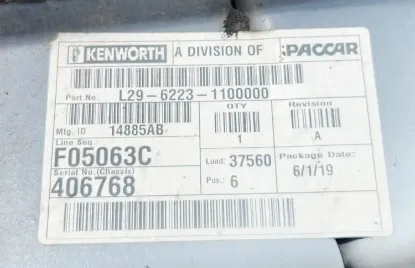 KENWORTH A DIVISION OF PACCAR
Part No. L29-6223-1100000
QTY
Revision
Mfg. ID 14885AB
1
A
Line Seq.
F05063C
Load: 37560
Package Date:
Serial No.(Chassis)
406768
Pos.: 6
6/1/19